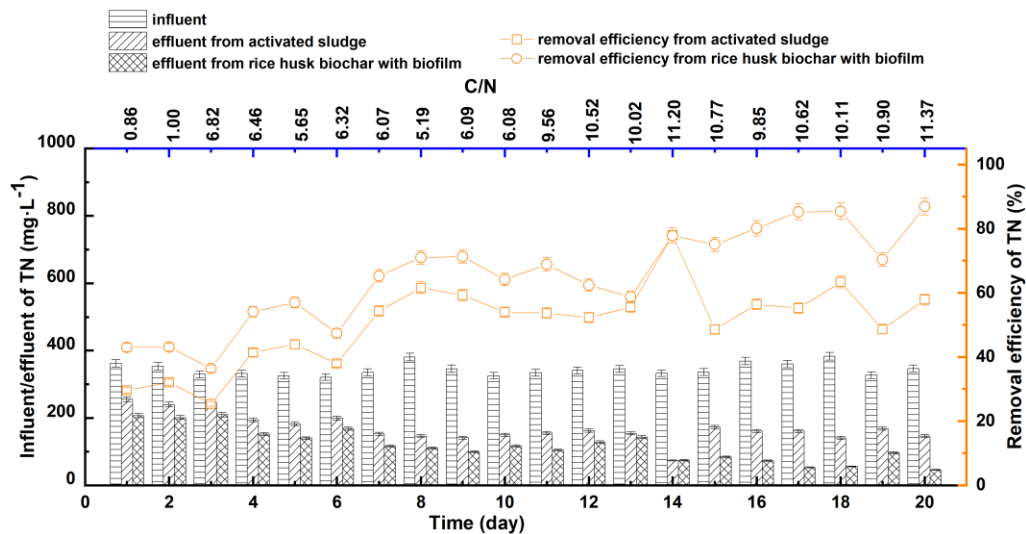 influent
effluent from activated sludge
effluent from rice husk biochar with biofilm
removal efficiency from activated sludge
removal efficiency from rice husk biochar with biofilm
C/N
0.86 1.00 6.82 6.46 5.65 6.32 6.07 5.19 6.09 6.08 9.56 10.52 10.02 11.20 10.77 9.85 10.62 10.11 10.90 11.37
Influent/effluent of TN (mg·L⁻¹)
1000
800
600
400
200
0
Removal efficiency of TN (%)
100
80
60
40
20
0
0 2 4 6 8 10 12 14 16 18 20
Time (day)